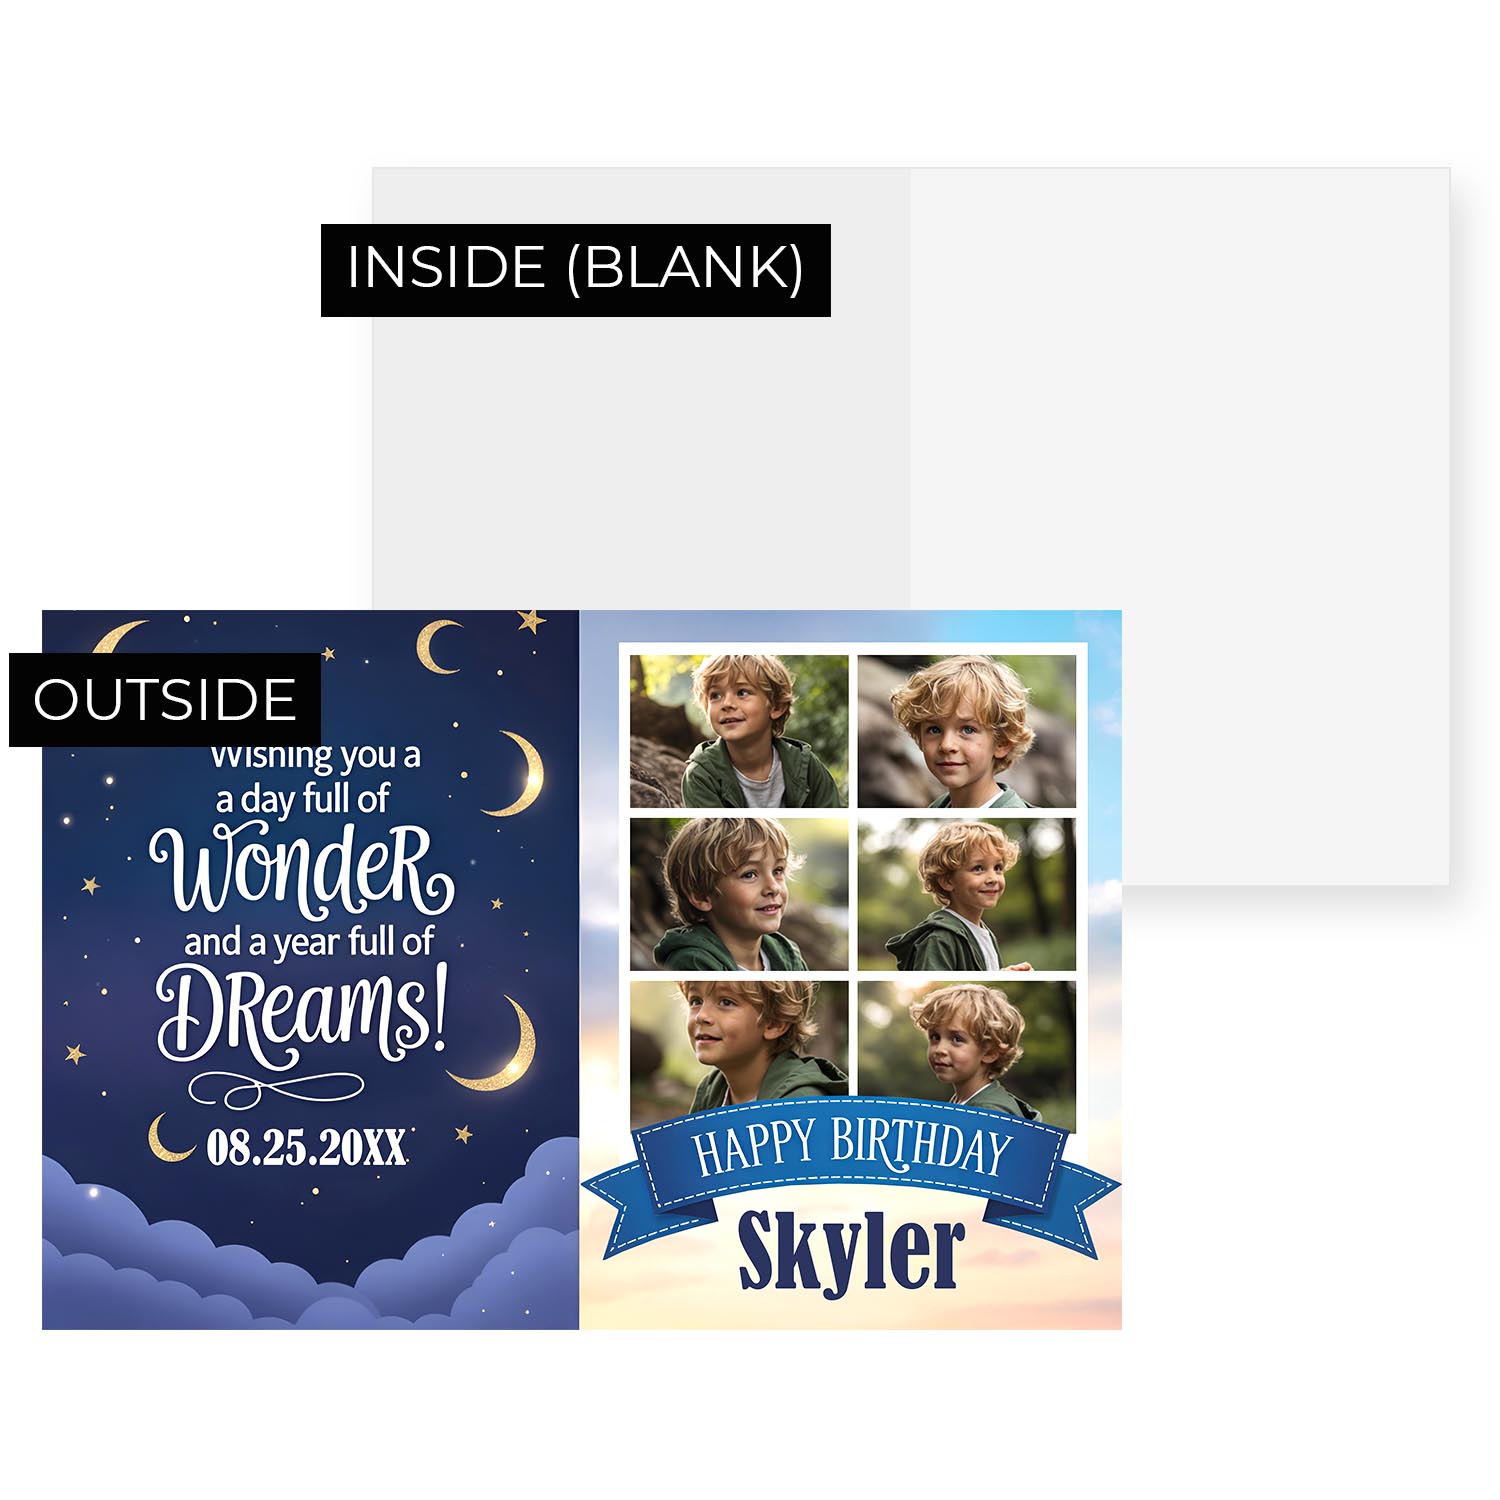 INSIDE (BLANK)
OUTSIDE
Wishing you a
a day full of
WondeR
and a year full of
DReams!
08.25.20XX
HAPPY BIRTHDAY
Skyler